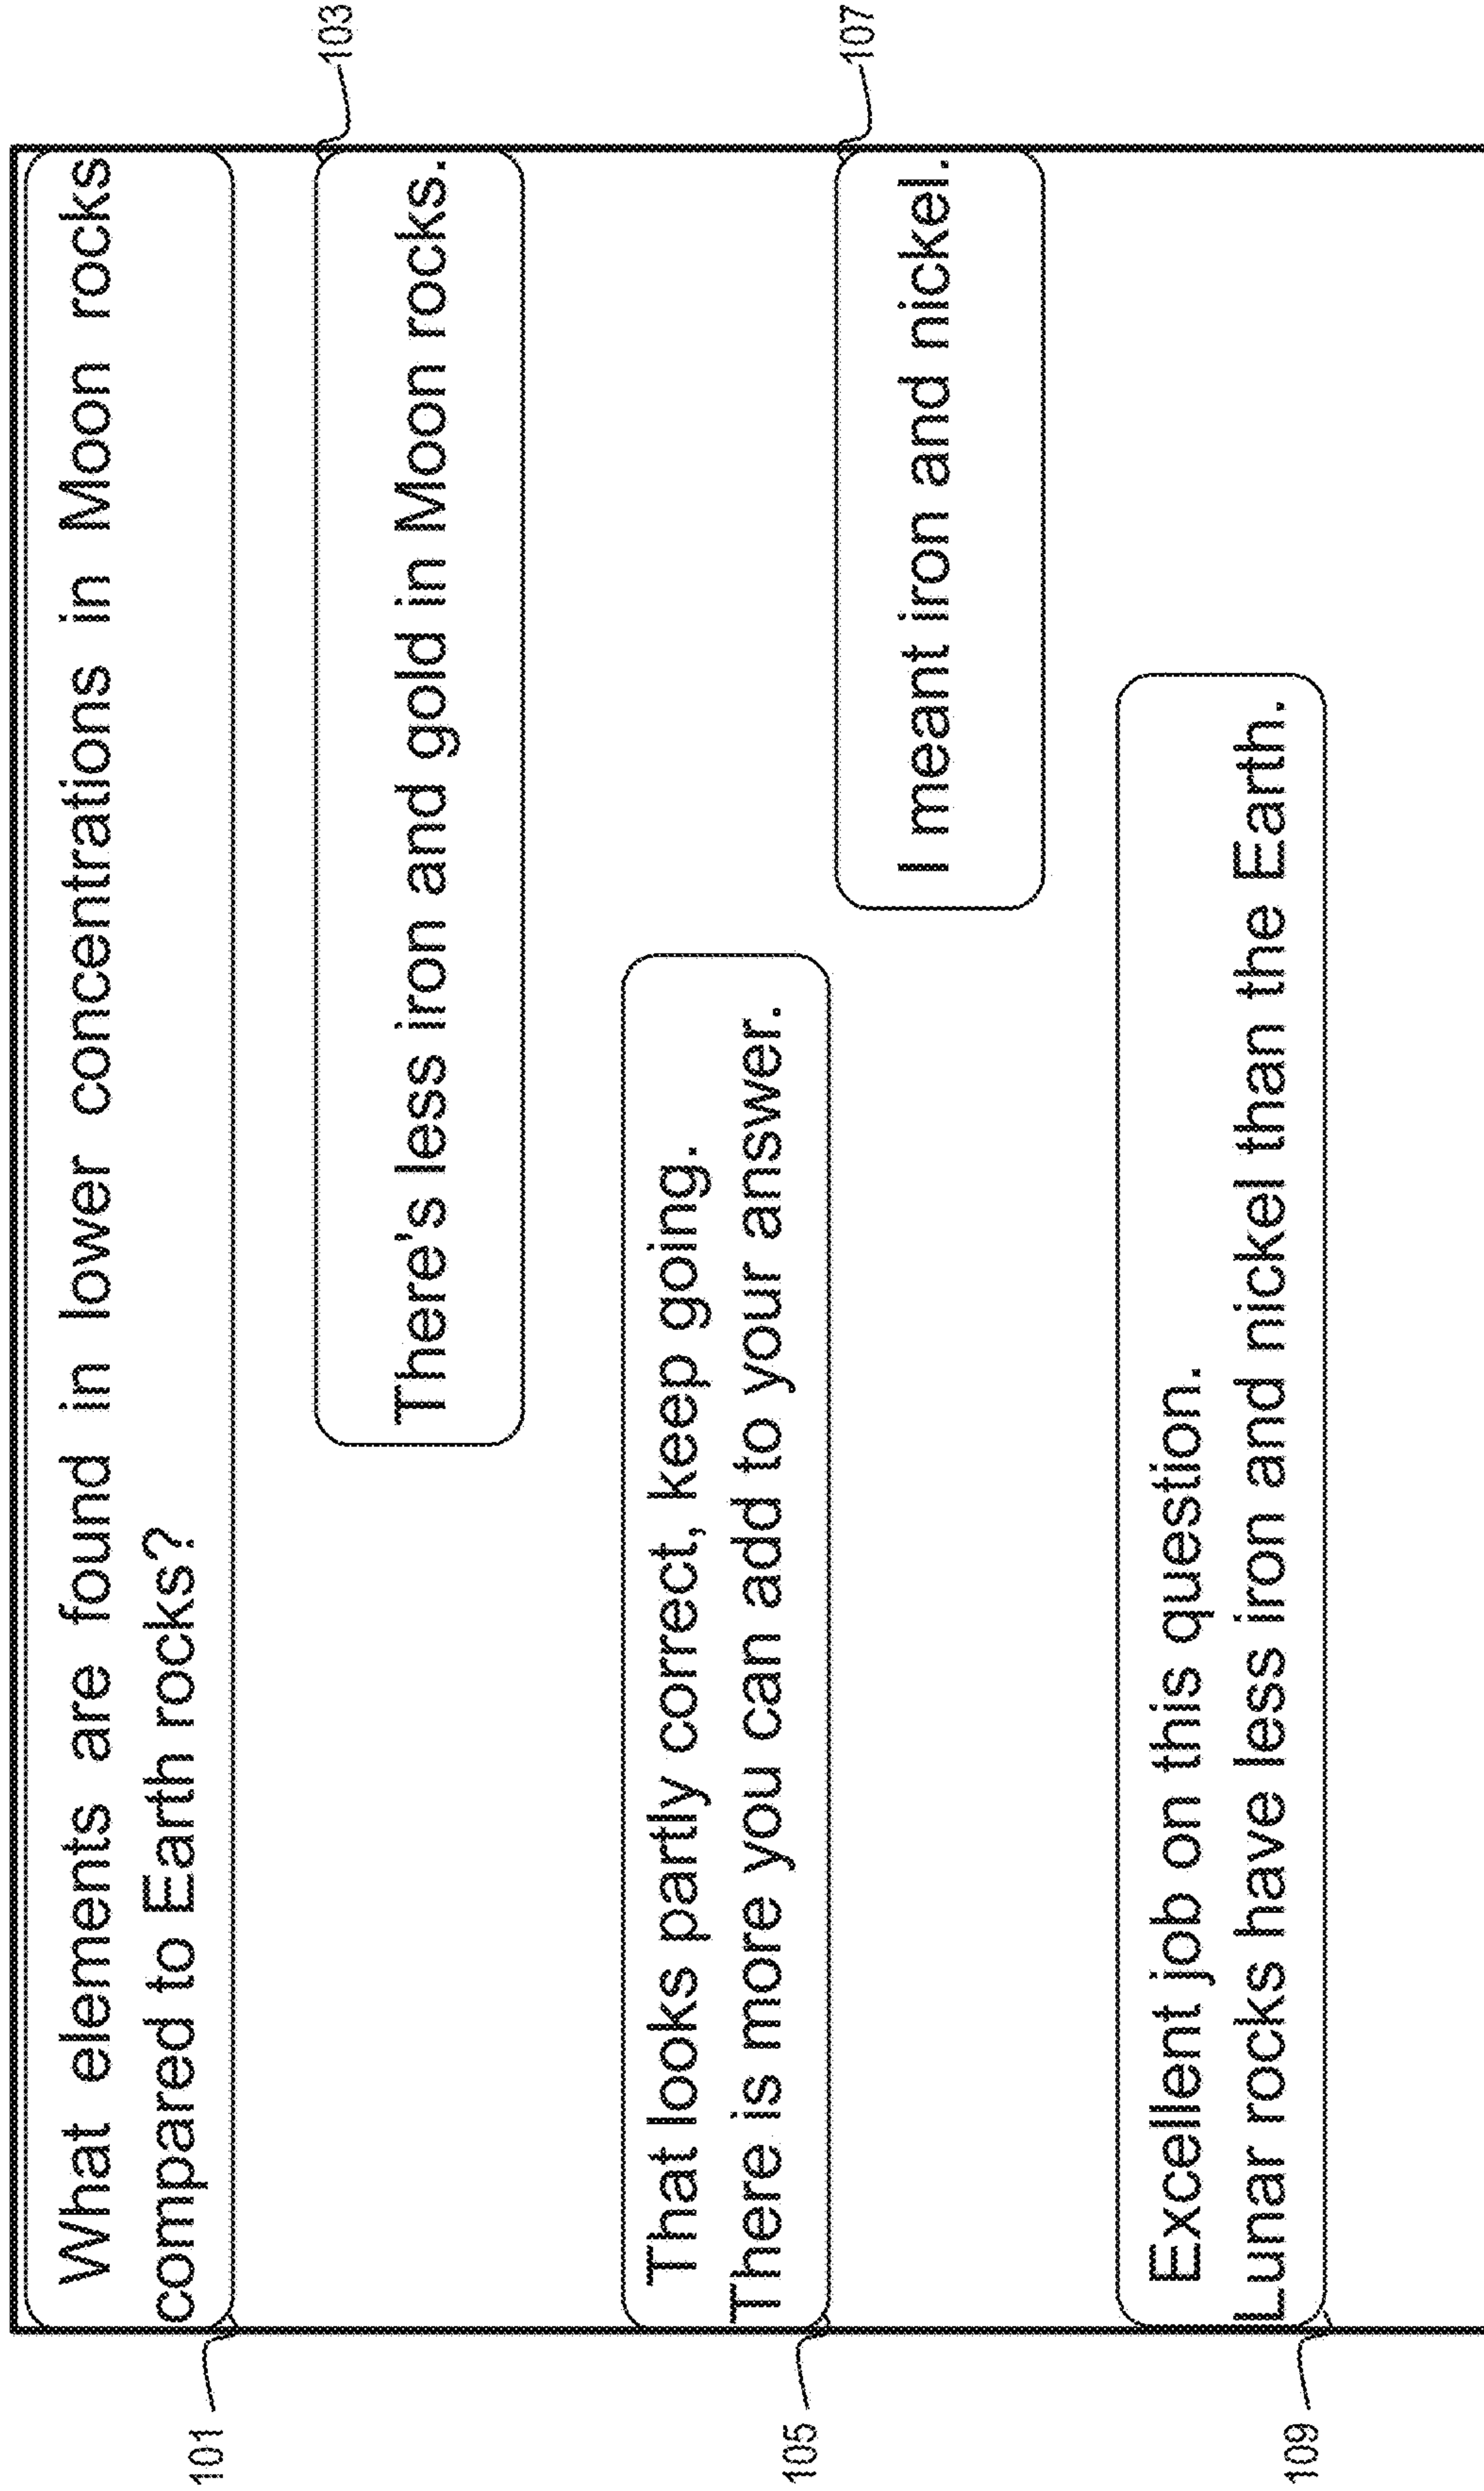 What elements are found in lower concentrations in Moon rocks
compared to Earth rocks?
101
There's less iron and gold in Moon rocks.
103
That looks partly correct, keep going.
There is more you can add to your answer.
105
I meant iron and nickel.
107
Excellent job on this question.
Lunar rocks have less iron and nickel than the Earth.
109